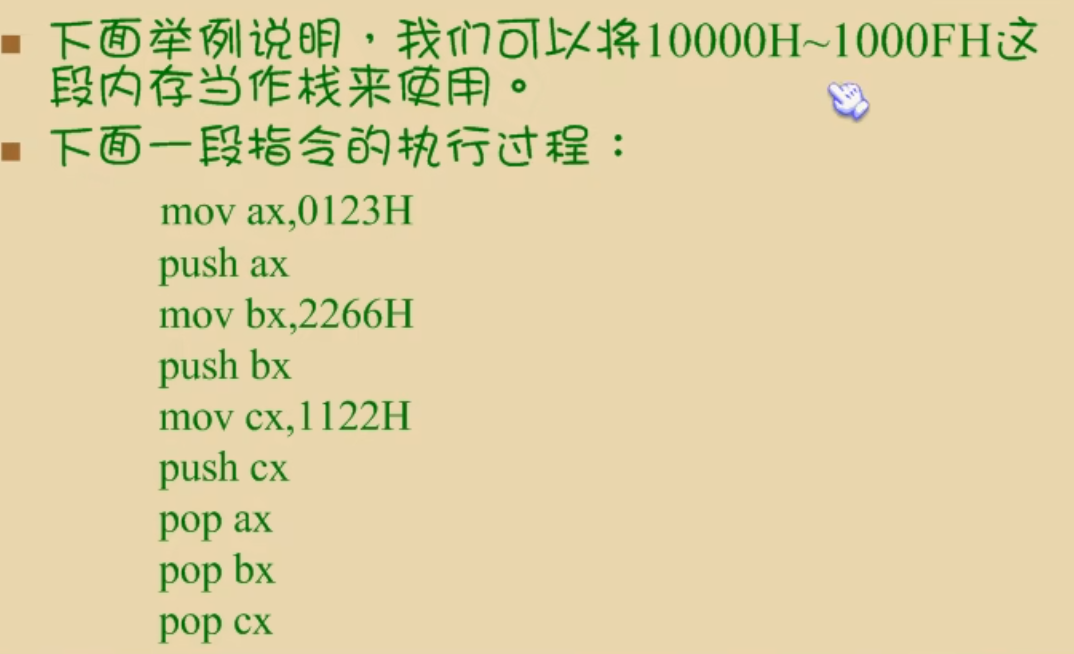 下面举例说明，我们可以将10000H~1000FH这
段内存当作栈来使用。
下面一段指令的执行过程：
mov ax,0123H
push ax
mov bx,2266H
push bx
mov cx,1122H
push cx
pop ax
pop bx
pop cx